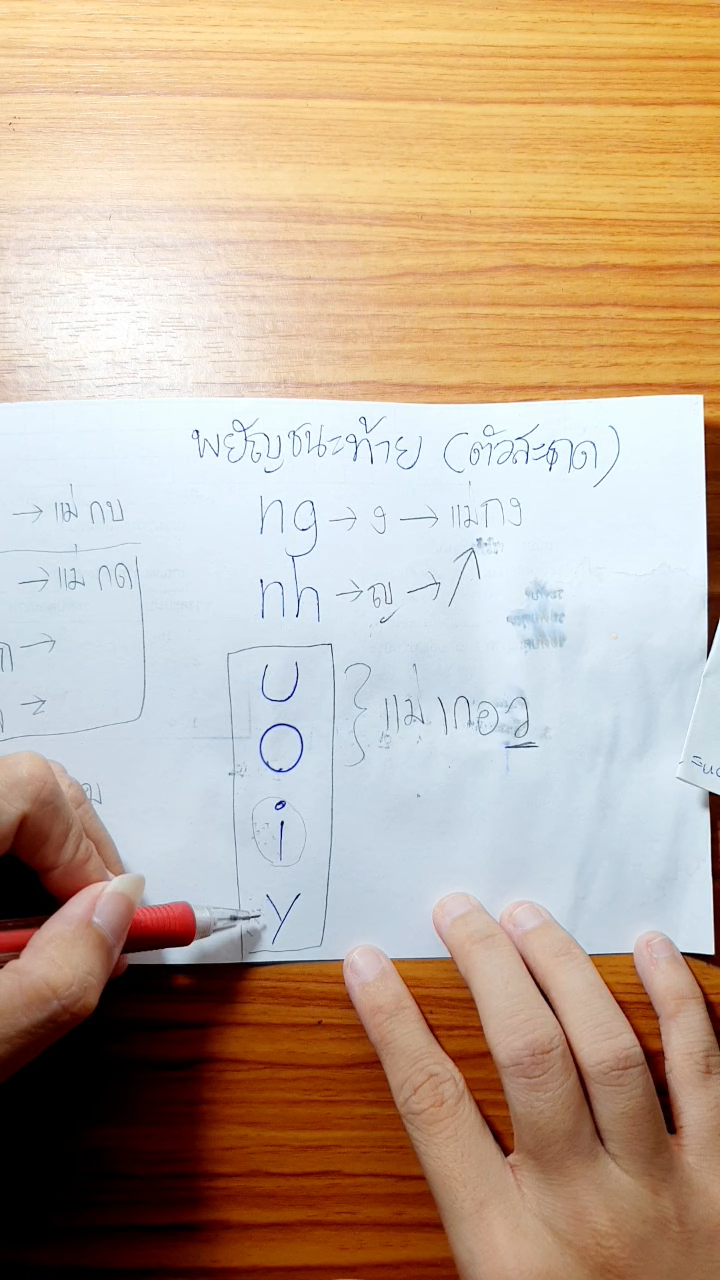 พยัญชนะท้าย (ตัวสะกด)
→ แม่ กบ
ng → ง → แม่กง
→ แม่ กด
nh → ญ → ↗
→
→
u
o } แม่ เกอว
i
y